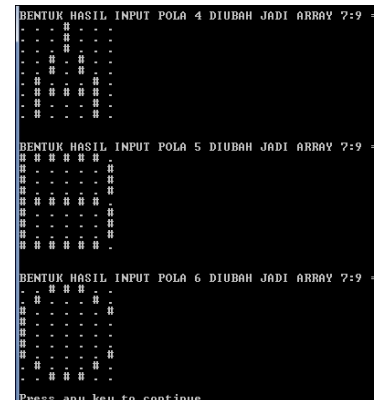 BENTUK HASIL INPUT POLA 4 DIUBAH JADI ARRAY 7:9 =
. . . # . . .
. . . # . . .
. . . # . . .
. . # . # . .
. . # . # . .
. # . . . # .
. # # # # # .
. # . . . # .
. # . . . # .
BENTUK HASIL INPUT POLA 5 DIUBAH JADI ARRAY 7:9 =
# # # # # # .
# . . . . . #
# . . . . . #
# . . . . . #
# # # # # # .
# . . . . . #
# . . . . . #
# . . . . . #
# # # # # # .
BENTUK HASIL INPUT POLA 6 DIUBAH JADI ARRAY 7:9 =
. . # # # . .
. # . . . # .
# . . . . . #
# . . . . . .
# . . . . . .
# . . . . . .
# . . . . . #
. # . . . # .
. . # # # . .
Press any key to continue